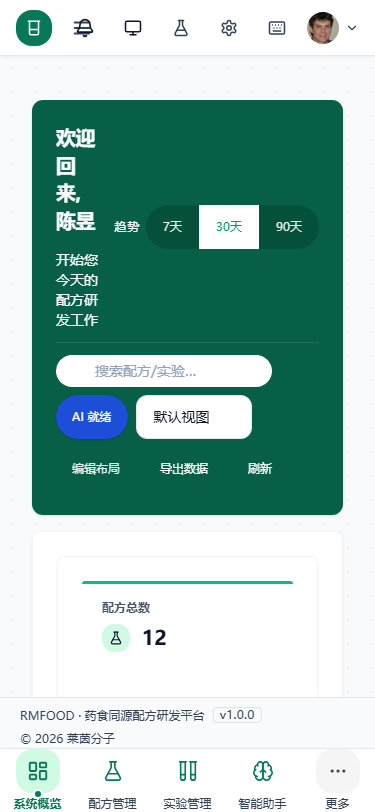 欢迎
回
来,
陈昱
开始您
今天的
配方研
发工作
趋势
7天
30天
90天
搜索配方/实验...
AI 就绪
默认视图
编辑布局
导出数据
刷新
配方总数
12
RMFOOD · 药食同源配方研发平台
v1.0.0
© 2026 莱茵分子
系统概览
配方管理
实验管理
智能助手
更多